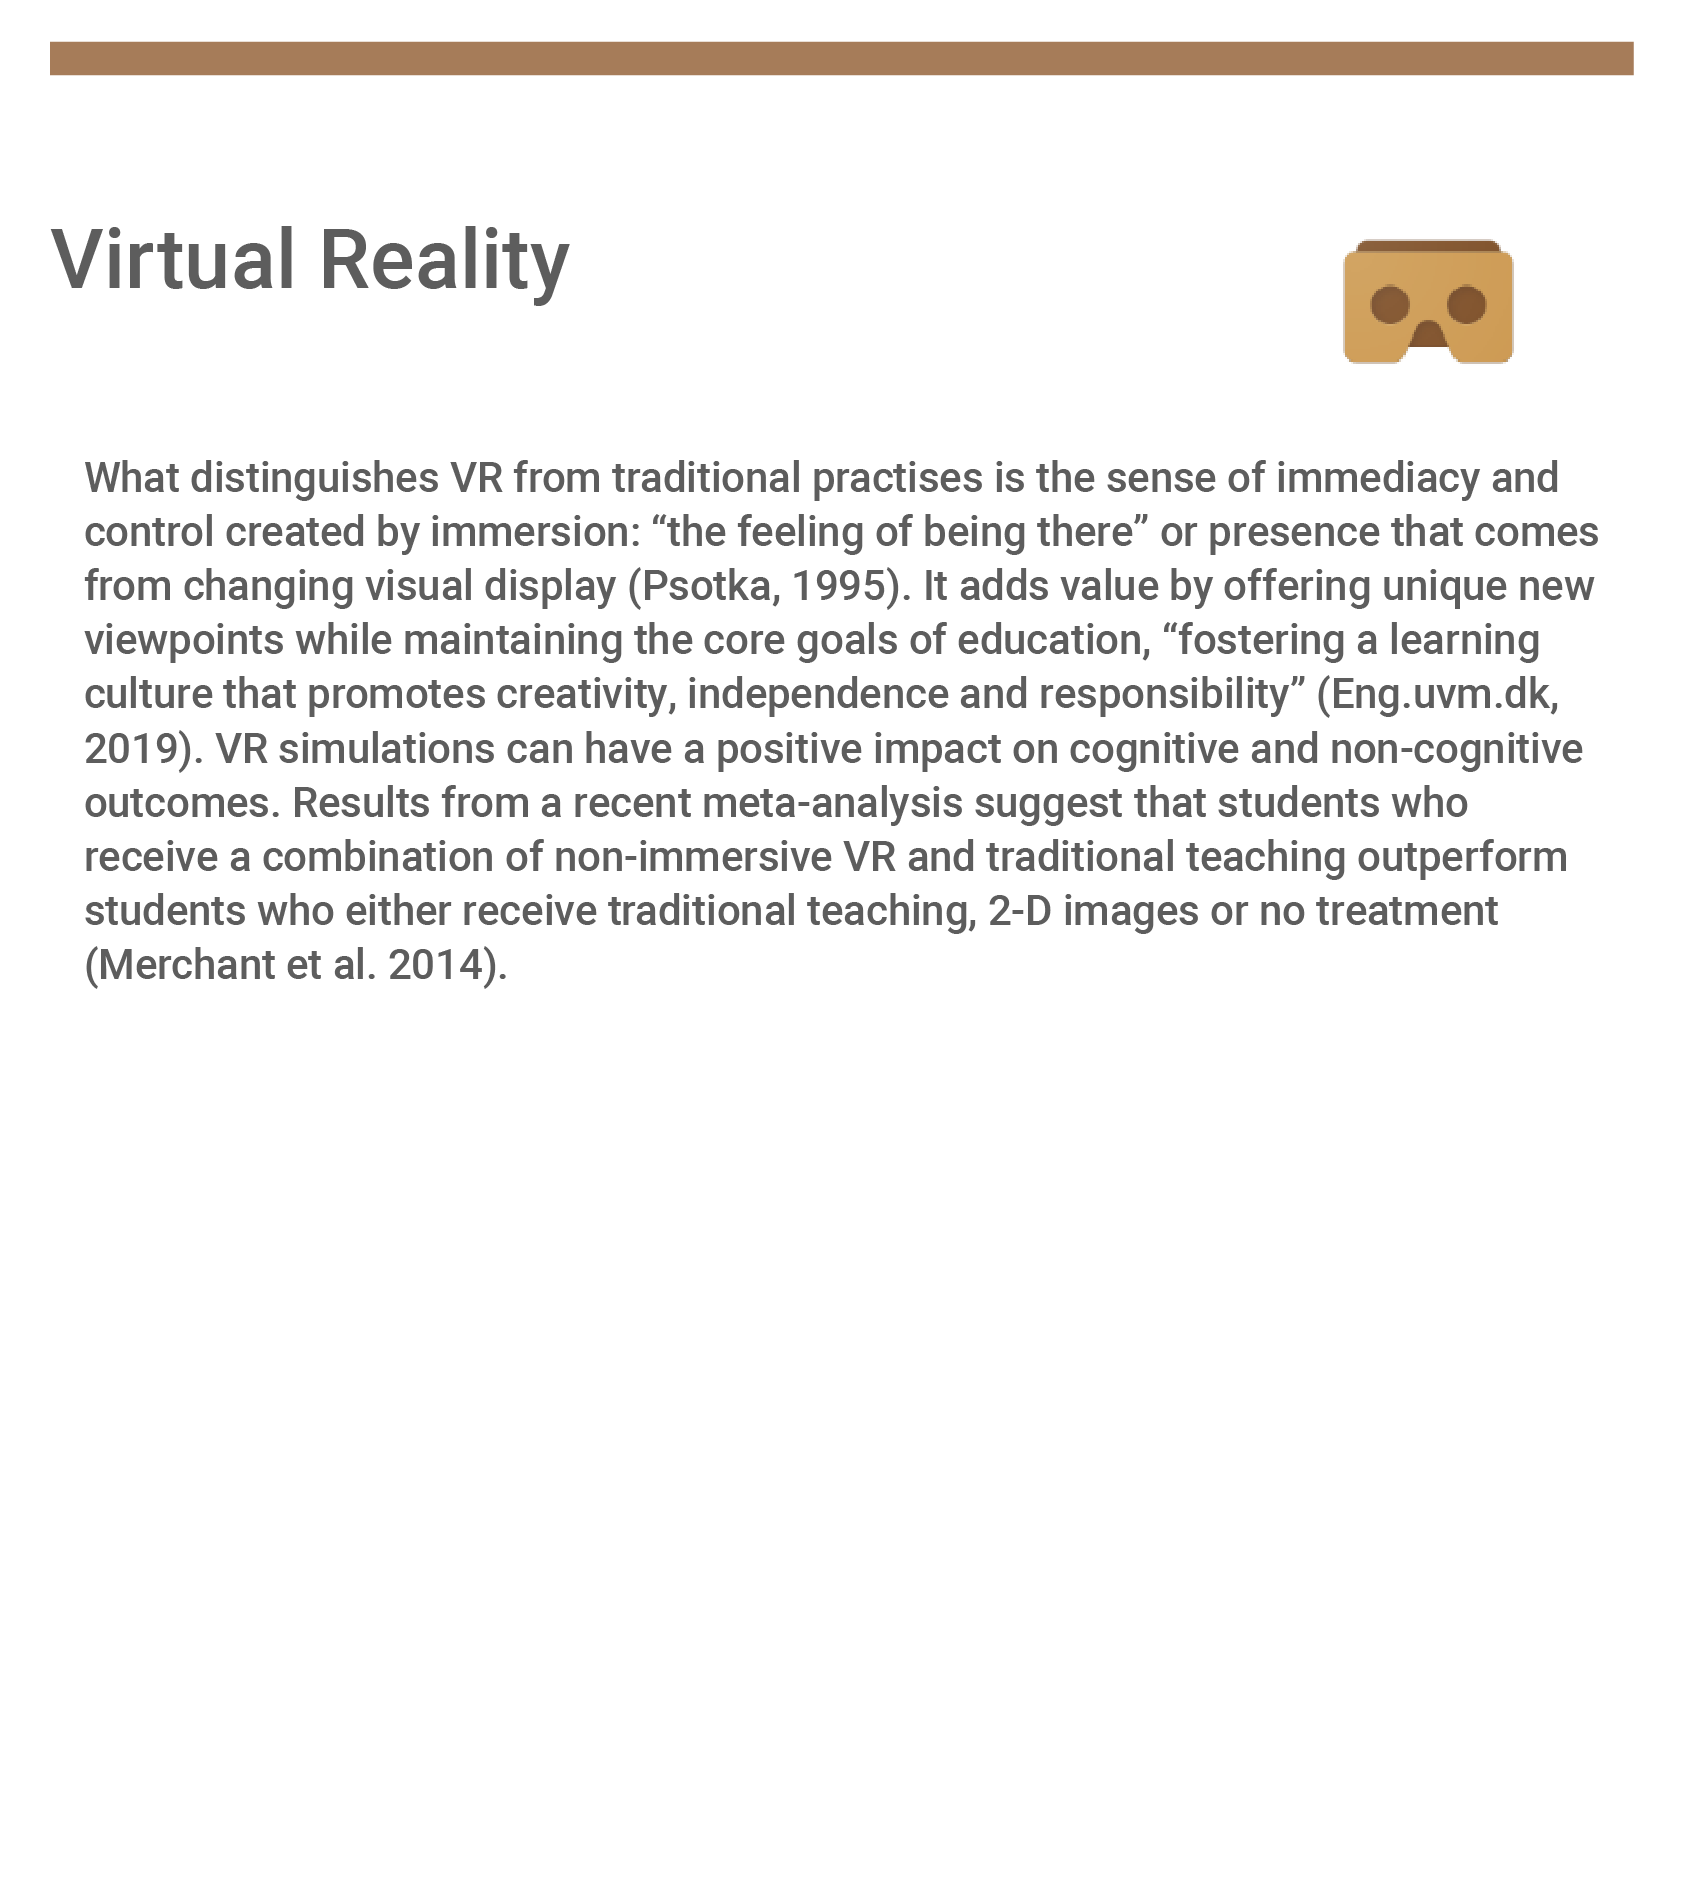 Virtual Reality
What distinguishes VR from traditional practises is the sense of immediacy and
control created by immersion: “the feeling of being there” or presence that comes
from changing visual display (Psotka, 1995). It adds value by offering unique new
viewpoints while maintaining the core goals of education, “fostering a learning
culture that promotes creativity, independence and responsibility” (Eng.uvm.dk,
2019). VR simulations can have a positive impact on cognitive and non-cognitive
outcomes. Results from a recent meta-analysis suggest that students who
receive a combination of non-immersive VR and traditional teaching outperform
students who either receive traditional teaching, 2-D images or no treatment
(Merchant et al. 2014).